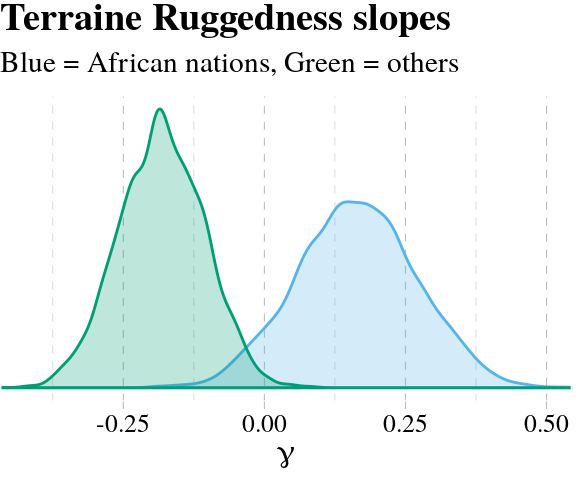 Terraine Ruggedness slopes
Blue = African nations, Green = others
-0.25 0.00 0.25 0.50
γ